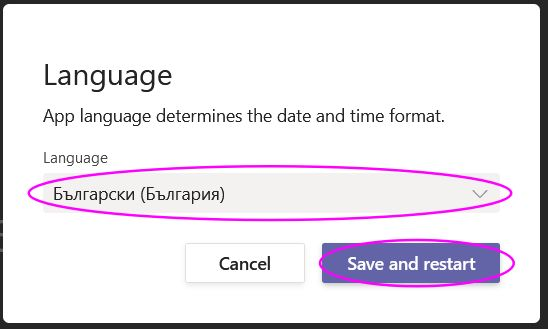 Language
App language determines the date and time format.
Language
Български (България)
Cancel
Save and restart